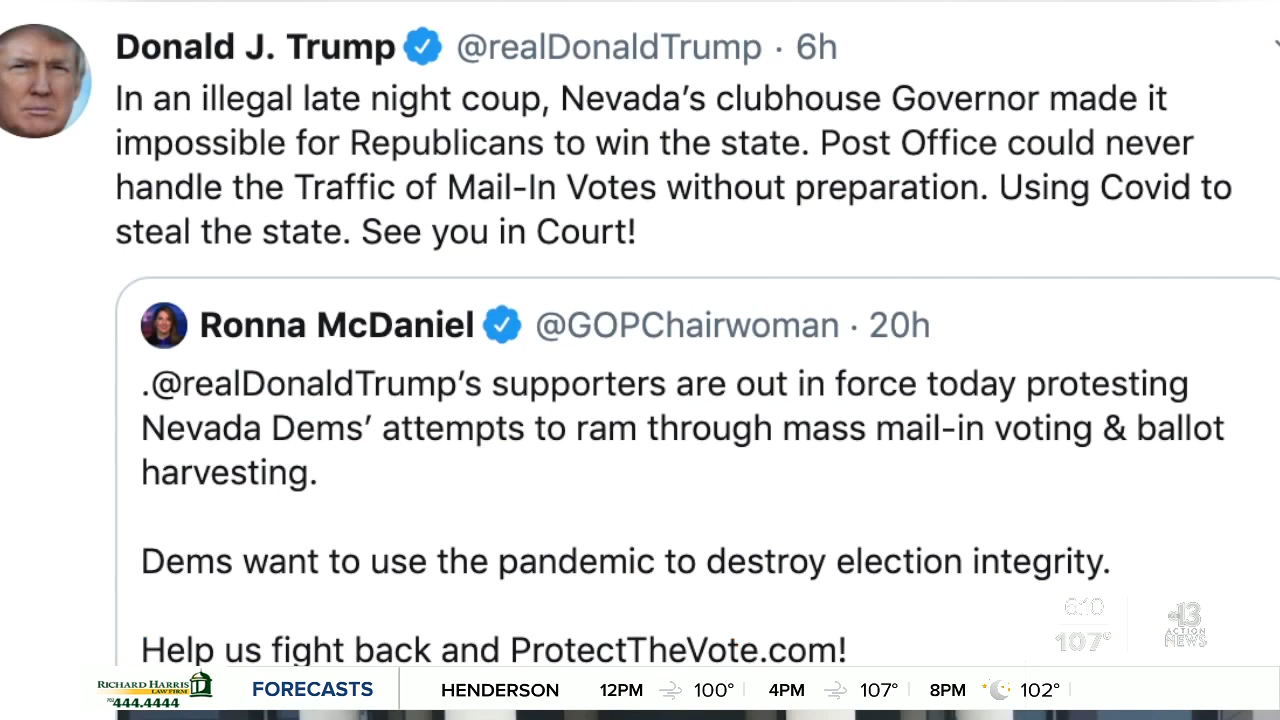 Donald J. Trump @realDonaldTrump · 6h
In an illegal late night coup, Nevada's clubhouse Governor made it
impossible for Republicans to win the state. Post Office could never
handle the Traffic of Mail-In Votes without preparation. Using Covid to
steal the state. See you in Court!
Ronna McDaniel @GOPChairwoman · 20h
.@realDonaldTrump's supporters are out in force today protesting
Nevada Dems' attempts to ram through mass mail-in voting & ballot
harvesting.
Dems want to use the pandemic to destroy election integrity.
Help us fight back and ProtectTheVote.com!
6:10
107°
13
ACTION
NEWS
RICHARD HARRIS
LAW FIRM
702
444.4444
FORECASTS HENDERSON 12PM 100° 4PM 107° 8PM 102°